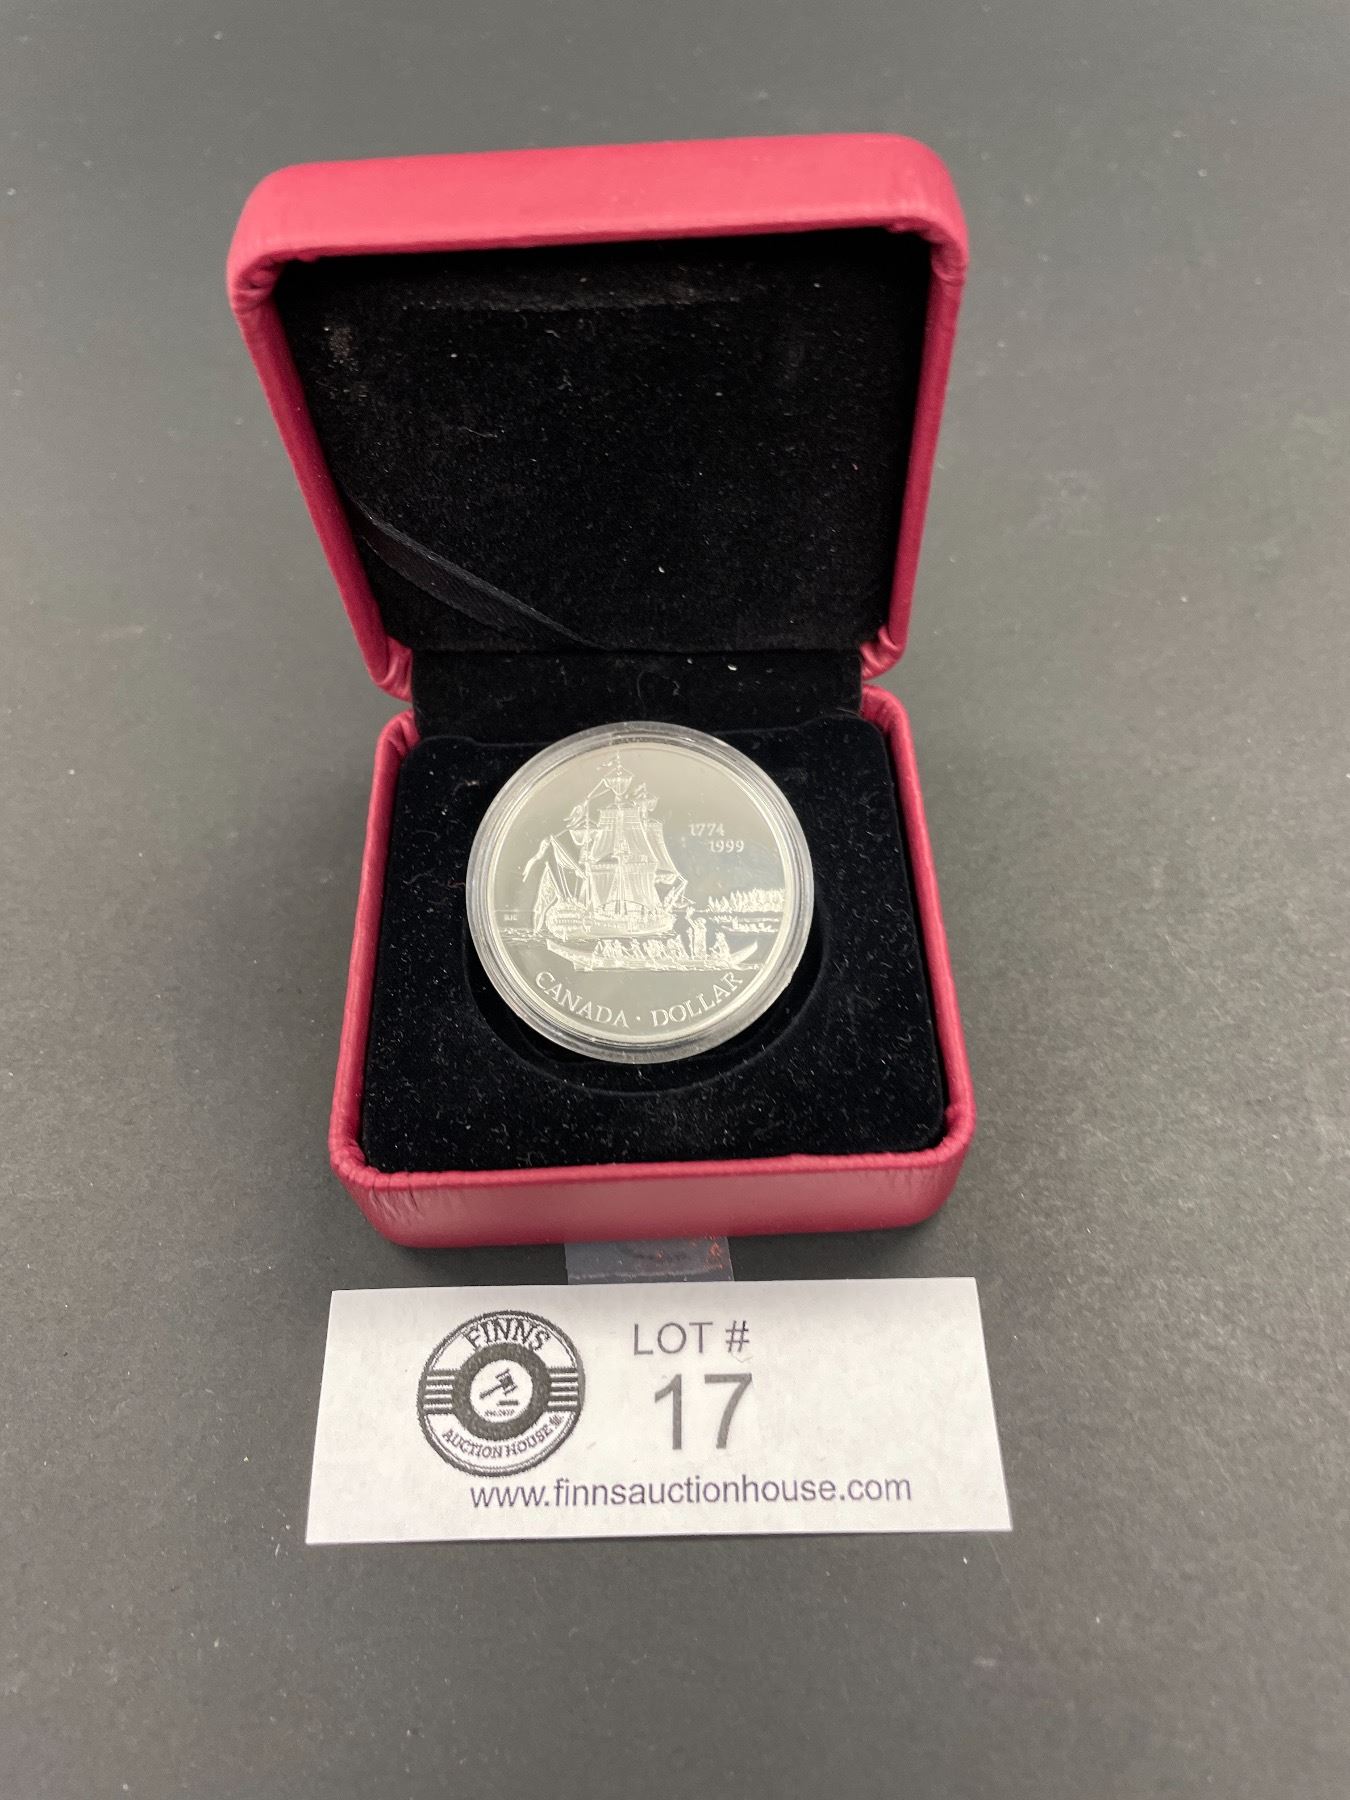 1774
1999
CANADA · DOLLAR
FINNS
AUCTION HOUSE
LOT #
17
www.finnsauctionhouse.com